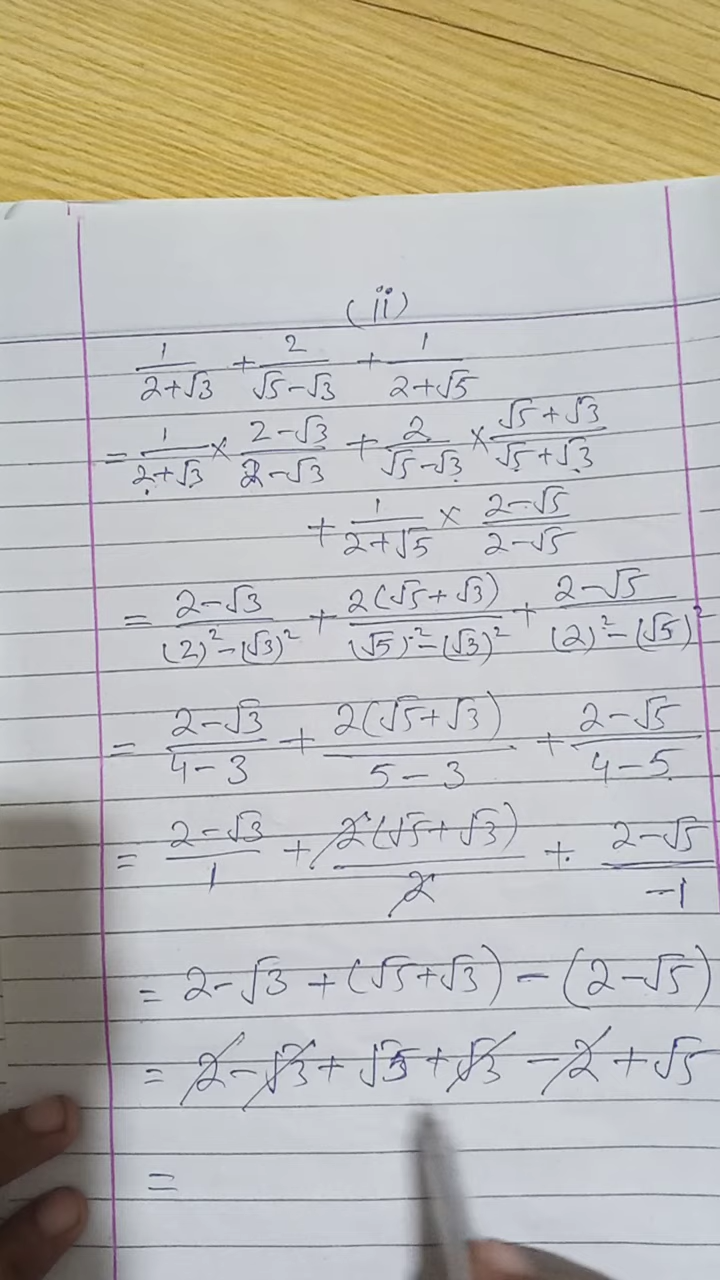 (ii)
1/(2+√3) + 2/(√5-√3) + 1/(2+√5)
= 1/(2+√3) × (2-√3)/(2-√3) + 2/(√5-√3) × (√5+√3)/(√5+√3)
+ 1/(2+√5) × (2-√5)/(2-√5)
= (2-√3)/((2)²-(√3)²) + 2(√5+√3)/(√5)²-(√3)² + (2-√5)/((2)²-(√5)²)
= (2-√3)/(4-3) + 2(√5+√3)/(5-3) + (2-√5)/(4-5)
= (2-√3)/1 + 2(√5+√3)/2 + (2-√5)/-1
= 2-√3 + (√5+√3) - (2-√5)
= 2 - √3 + √5 + √3 - 2 + √5
=